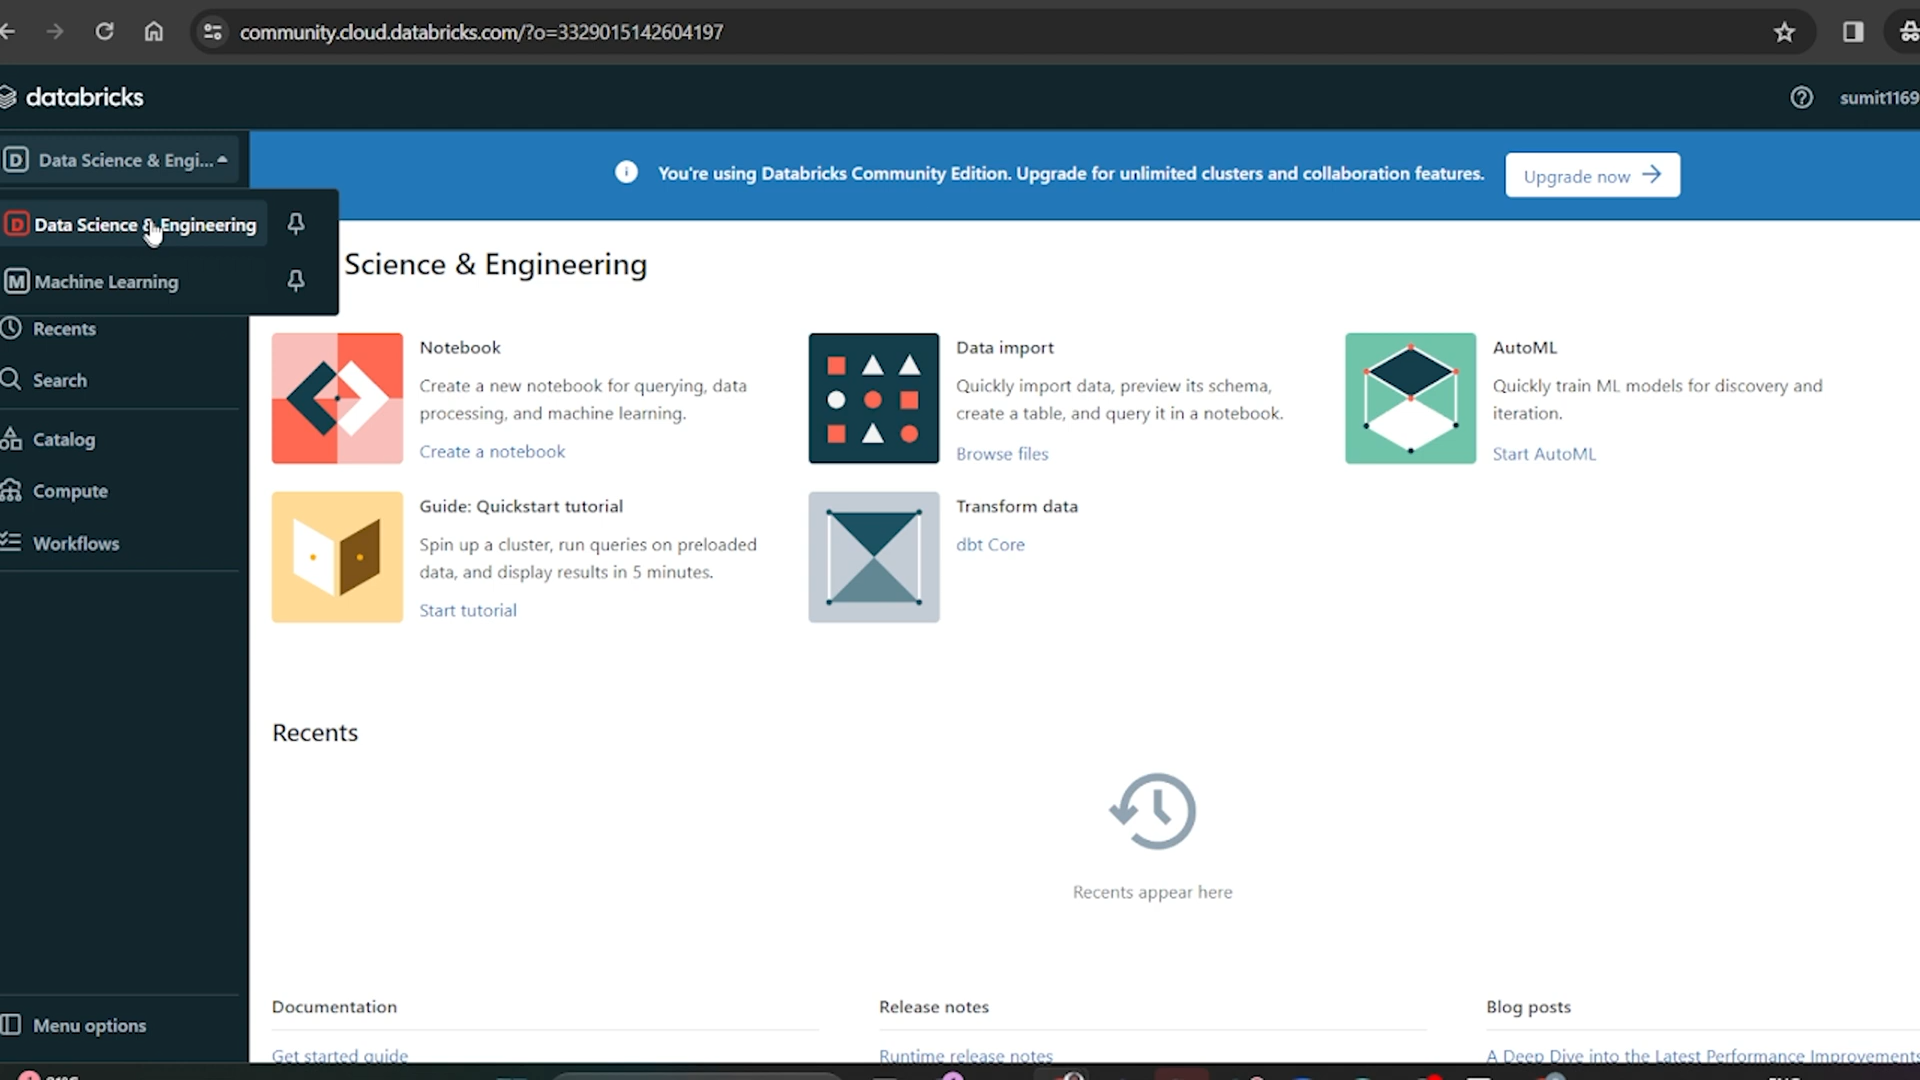 community.cloud.databricks.com/?o=3329015142604197
databricks
sumit1169
D Data Science & Engi...
You're using Databricks Community Edition. Upgrade for unlimited clusters and collaboration features.
Upgrade now
D Data Science & Engineering
M Machine Learning
Recents
Search
Catalog
Compute
Workflows
Menu options
Science & Engineering
Notebook
Create a new notebook for querying, data
processing, and machine learning.
Create a notebook
Data import
Quickly import data, preview its schema,
create a table, and query it in a notebook.
Browse files
AutoML
Quickly train ML models for discovery and
iteration.
Start AutoML
Guide: Quickstart tutorial
Spin up a cluster, run queries on preloaded
data, and display results in 5 minutes.
Start tutorial
Transform data
dbt Core
Recents
Recents appear here
Documentation
Get started guide
Release notes
Runtime release notes
Blog posts
A Deep Dive into the Latest Performance Improvements